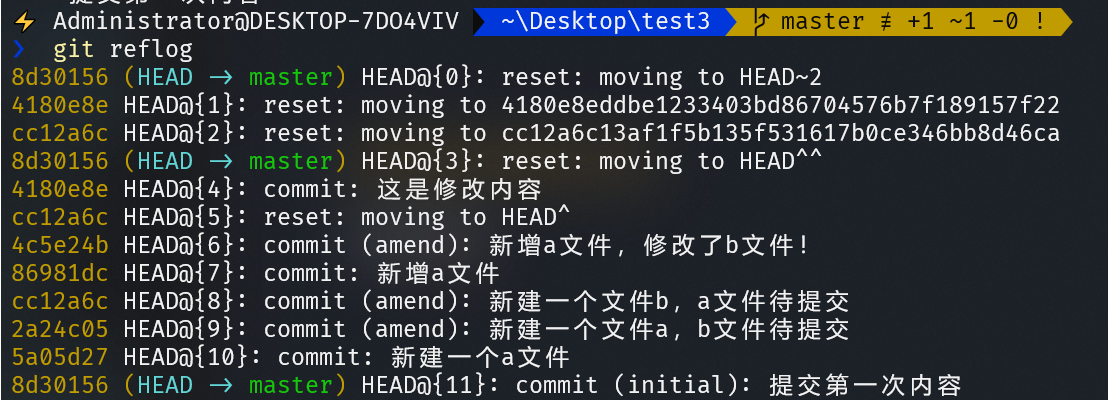 提交第一次内容
⚡ Administrator@DESKTOP-7DO4VIV ~\Desktop\test3 master ≢ +1 ~1 -0 !
❯ git reflog
8d30156 (HEAD -> master) HEAD@{0}: reset: moving to HEAD~2
4180e8e HEAD@{1}: reset: moving to 4180e8eddbe1233403bd86704576b7f189157f22
cc12a6c HEAD@{2}: reset: moving to cc12a6c13af1f5b135f531617b0ce346bb8d46ca
8d30156 (HEAD -> master) HEAD@{3}: reset: moving to HEAD^^
4180e8e HEAD@{4}: commit: 这是修改内容
cc12a6c HEAD@{5}: reset: moving to HEAD^
4c5e24b HEAD@{6}: commit (amend): 新增a文件，修改了b文件！
86981dc HEAD@{7}: commit: 新增a文件
cc12a6c HEAD@{8}: commit (amend): 新建一个文件b，a文件待提交
2a24c05 HEAD@{9}: commit (amend): 新建一个文件a，b文件待提交
5a05d27 HEAD@{10}: commit: 新建一个a文件
8d30156 (HEAD -> master) HEAD@{11}: commit (initial): 提交第一次内容